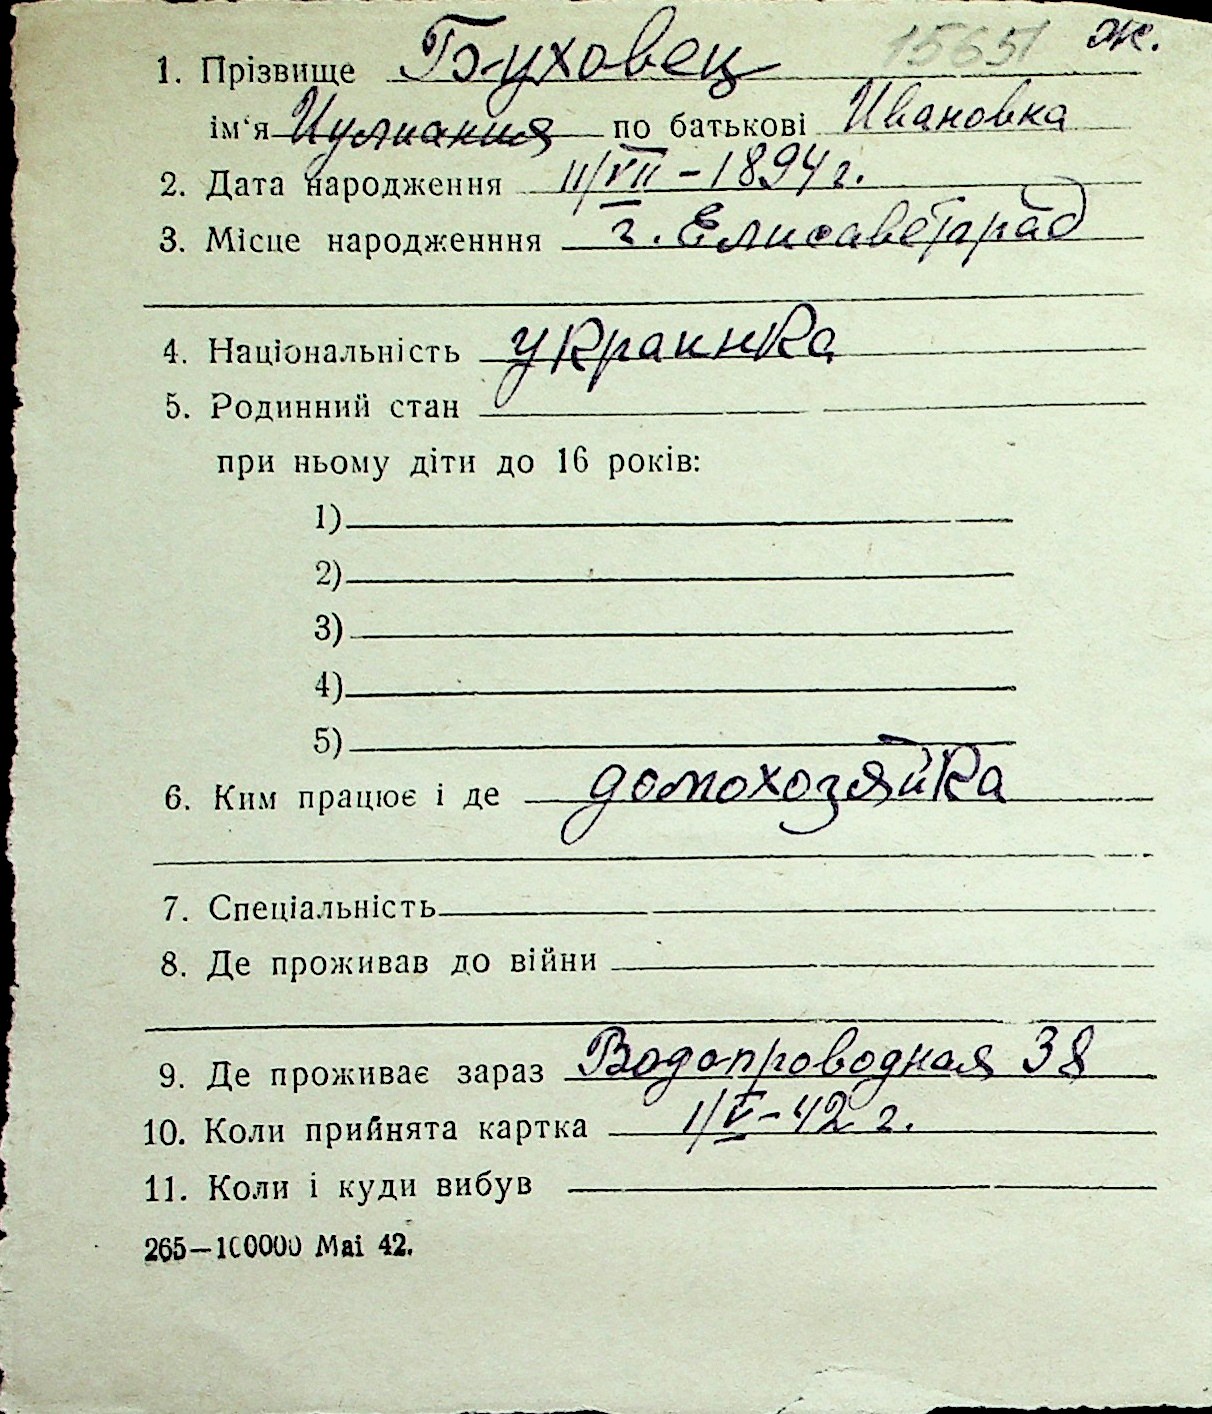 15651 ж.
1. Прізвище Буховец
ім'я Иулиания по батькові Ивановка
2. Дата народження 11/VII – 1894 г.
3. Місце народженння г. Елисаветград
4. Національність украинка
5. Родинний стан
при ньому діти до 16 років:
1)
2)
3)
4)
5)
6. Ким працює і де домохозяйка
7. Спеціальність
8. Де проживав до війни
9. Де проживає зараз Водопроводная 38
10. Коли прийнята картка 1/V – 42 г.
11. Коли і куди вибув
265—100000 Mai 42.